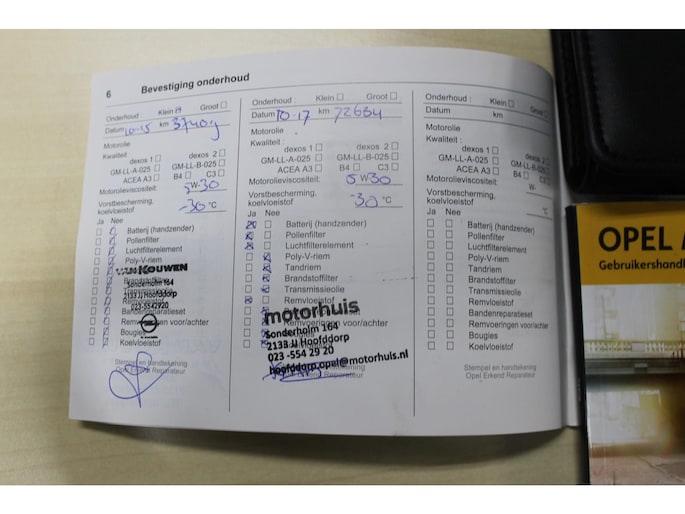 6 Bevestiging onderhoud
Onderhoud : Klein Groot
Datum 10-15 km 37409
Motorolie
Kwaliteit :
dexos 1 dexos 2
GM-LL-A-025 GM-LL-B-025
ACEA A3 B4 C3
Motorolieviscositeit:
5W-30
Vorstbescherming,
koelvloeistof -30 °C
Ja Nee
Batterij (handzender)
Pollenfilter
Luchtfilterelement
Poly-V-riem
VAN KOUWEN
Brandstoffilter
Sonderholm 164
2133 JJ Hoofddorp
Remvloeistof
023-5542920
Bandenreparatieset
Remvoeringen voor/achter
Bougies
Koelvloeistof
Stempel en handtekening
Opel Erkend Reparateur
Onderhoud : Klein Groot
Datum 10-17 km 72634
Motorolie
Kwaliteit :
dexos 1 dexos 2
GM-LL-A-025 GM-LL-B-025
ACEA A3 B4 C3
Motorolieviscositeit:
5W30
Vorstbescherming,
koelvloeistof -30 °C
Ja Nee
Batterij (handzender)
Pollenfilter
Luchtfilterelement
Poly-V-riem
Tandriem
Brandstoffilter
Transmissieolie
Remvloeistof
motorhuis
Remvoeringen voor/achter
Sonderholm 164
2133 JJ Hoofddorp
023 -554 29 20
hoofddorp.opel@motorhuis.nl
Onderhoud : Klein Groot
Datum km
Motorolie
Kwaliteit :
dexos 1 dexos 2
GM-LL-A-025 GM-LL-B-025
ACEA A3 B4 C3
Motorolieviscositeit:
W-
Vorstbescherming,
koelvloeistof °C
Ja Nee
Batterij (handzender)
Pollenfilter
Luchtfilterelement
Poly-V-riem
Tandriem
Brandstoffilter
Transmissieolie
Remvloeistof
Bandenreparatieset
Remvoeringen voor/achter
Bougies
Koelvloeistof
Stempel en handtekening
Opel Erkend Reparateur
OPEL
Gebruikershandl